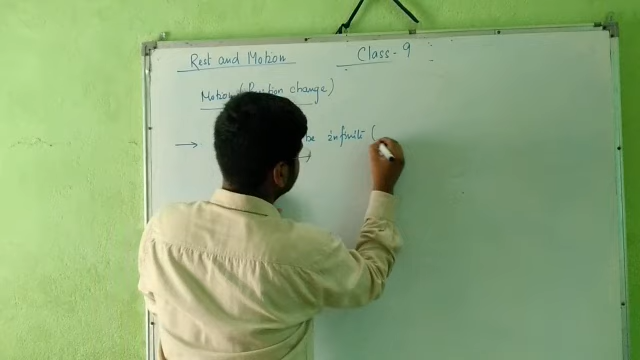 Rest and Motion Class - 9
Motion (Position change)
→ be infinite (
→